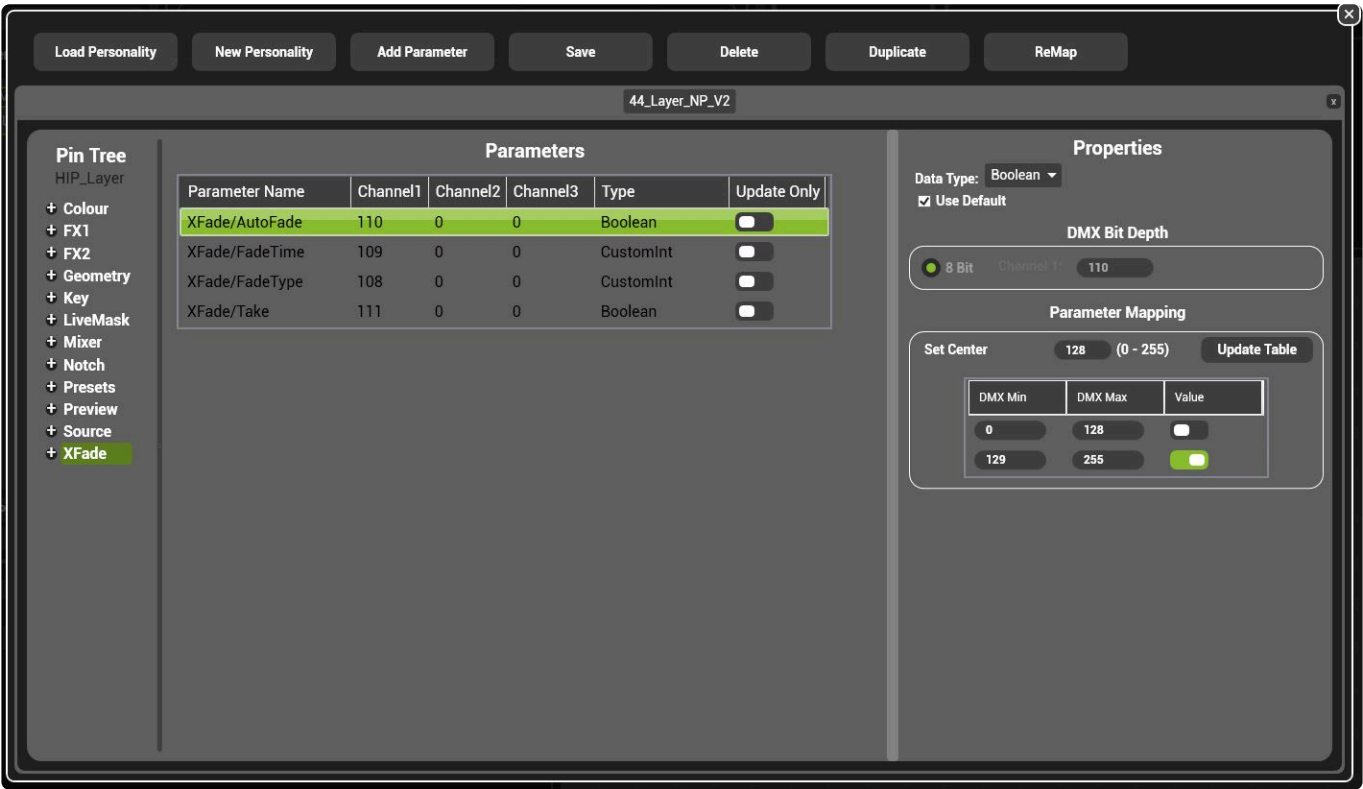 x
Load Personality New Personality Add Parameter Save Delete Duplicate ReMap
44_Layer_NP_V2 x
Pin Tree
HIP_Layer
+ Colour
+ FX1
+ FX2
+ Geometry
+ Key
+ LiveMask
+ Mixer
+ Notch
+ Presets
+ Preview
+ Source
+ XFade
Parameters
Parameter Name Channel1 Channel2 Channel3 Type Update Only
XFade/AutoFade 110 0 0 Boolean
XFade/FadeTime 109 0 0 CustomInt
XFade/FadeType 108 0 0 CustomInt
XFade/Take 111 0 0 Boolean
Properties
Data Type: Boolean
Use Default
DMX Bit Depth
8 Bit Channel 1: 110
Parameter Mapping
Set Center 128 (0 - 255) Update Table
DMX Min DMX Max Value
0 128
129 255